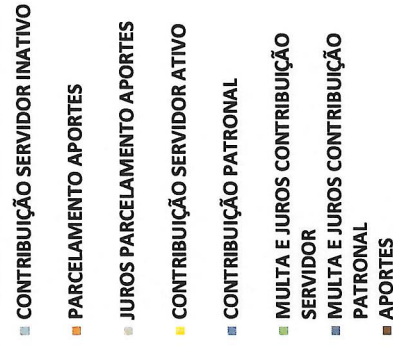 CONTRIBUIÇÃO SERVIDOR INATIVO
PARCELAMENTO APORTES
JUROS PARCELAMENTO APORTES
CONTRIBUIÇÃO SERVIDOR ATIVO
CONTRIBUIÇÃO PATRONAL
MULTA E JUROS CONTRIBUIÇÃO
SERVIDOR
MULTA E JUROS CONTRIBUIÇÃO
PATRONAL
APORTES